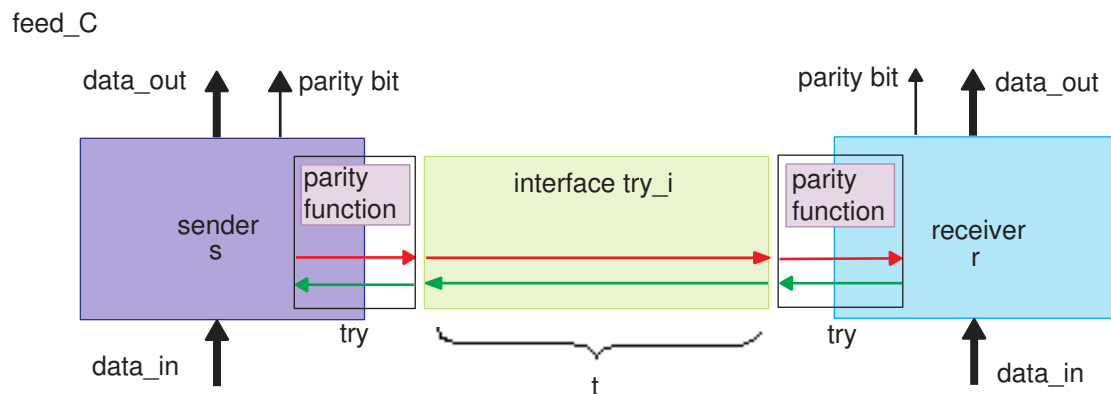 feed_C
data_out
parity bit
parity bit
data_out
parity
function
interface try_i
parity
function
sender
s
receiver
r
try
try
data_in
t
data_in